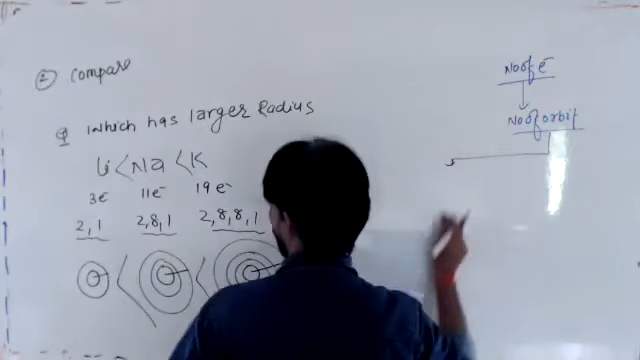 ② Compare
Q Which has larger Radius
Li < Na < K
3e 11e⁻ 19 e⁻
2,1 2,8,1 2,8,8,1
< <
No of e⁻
↓
No of orbit